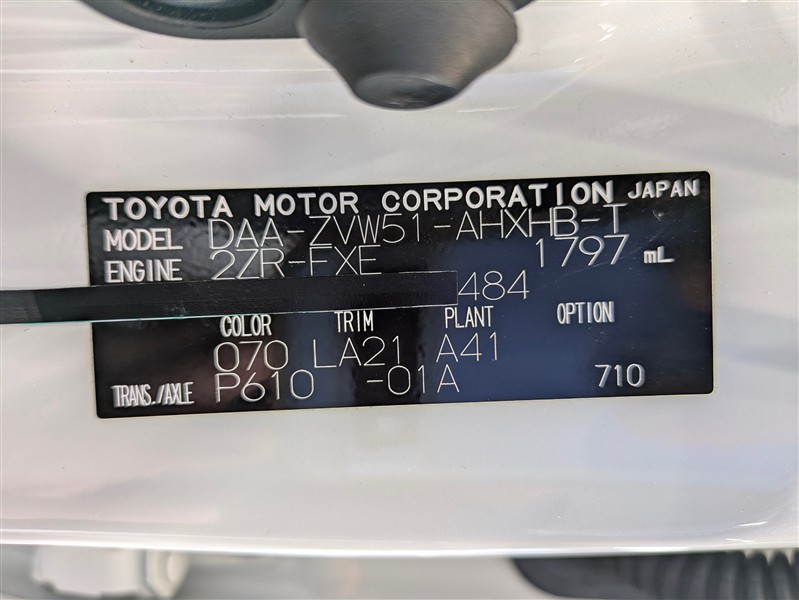 TOYOTA MOTOR CORPORATION JAPAN
MODEL DAA-ZVW51-AHXHB-T
ENGINE 2ZR-FXE 1797 mL
484
COLOR TRIM PLANT OPTION
070 LA21 A41
TRANS./AXLE P610 -01A 710